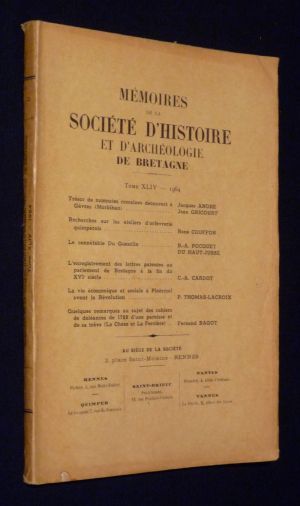 MÉMOIRES
DE LA
SOCIÉTÉ D'HISTOIRE
ET D'ARCHÉOLOGIE
DE BRETAGNE
TOME XLIV — 1964
Trésor de monnaies romaines découvert à
Gévres (Morbihan) Jacques ANDRÉ
Jean GRICOURT
Recherches sur les ateliers d'orfèvrerie
quimperois René COUFFON
Le connétable Du Guesclin B.-A. POCQUET
DU HAUT-JUSSÉ
L'enregistrement des lettres patentes au
parlement de Bretagne à la fin du
XVIe siècle C.-A. CARDOT
La vie économique et sociale à Ploërmel
avant la Révolution P. THOMAS-LACROIX
Quelques remarques au sujet des cahiers
de doléances de 1789 d'une paroisse et
de sa trève (La Chèze et La Ferrière) Fernand BAGOT
AU SIÈGE DE LA SOCIÉTÉ
2, place Saint-Mélaine - RENNES
RENNES
QUIMPER
SAINT-BRIEUC
NANTES
VANNES